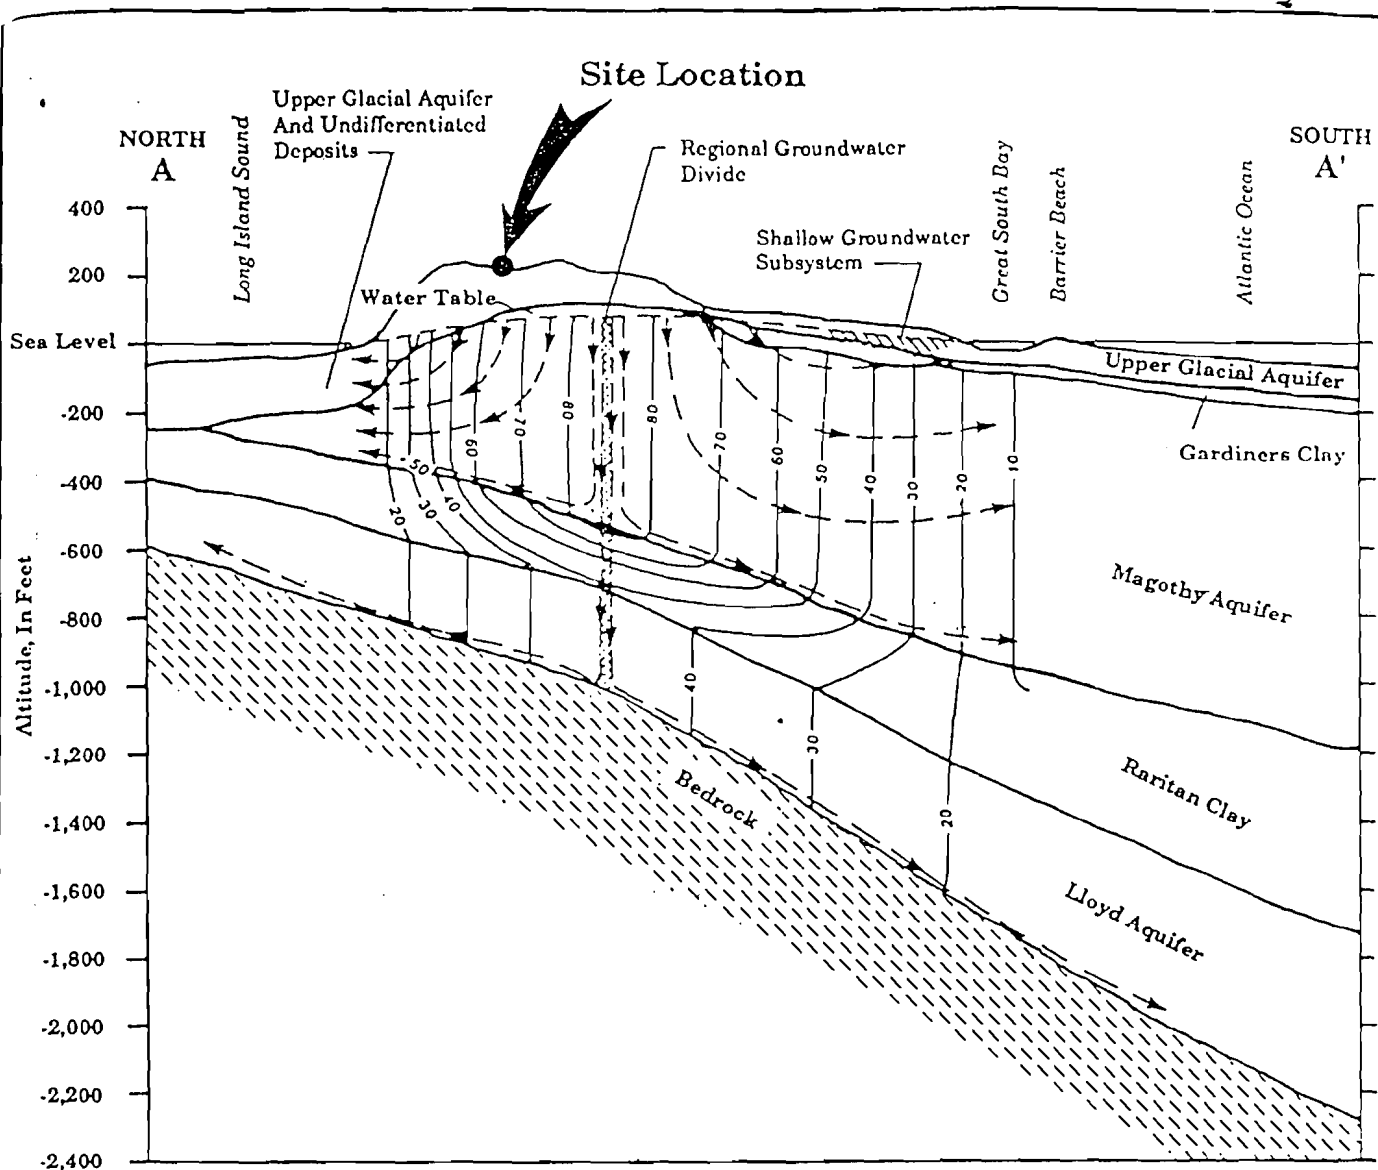 Site Location
Upper Glacial Aquifer
And Undifferentiated
Deposits
NORTH
A
Long Island Sound
Regional Groundwater
Divide
Shallow Groundwater
Subsystem
Great South Bay
Barrier Beach
Atlantic Ocean
SOUTH
A'
400
200
Sea Level
-200
-400
-600
-800
-1,000
-1,200
-1,400
-1,600
-1,800
-2,000
-2,200
-2,400
Altitude, In Feet
Water Table
Upper Glacial Aquifer
Gardiners Clay
Magothy Aquifer
Raritan Clay
Lloyd Aquifer
Bedrock
60
70
80
80
70
60
50
40
30
20
10
50
40
30
20
40
30
20